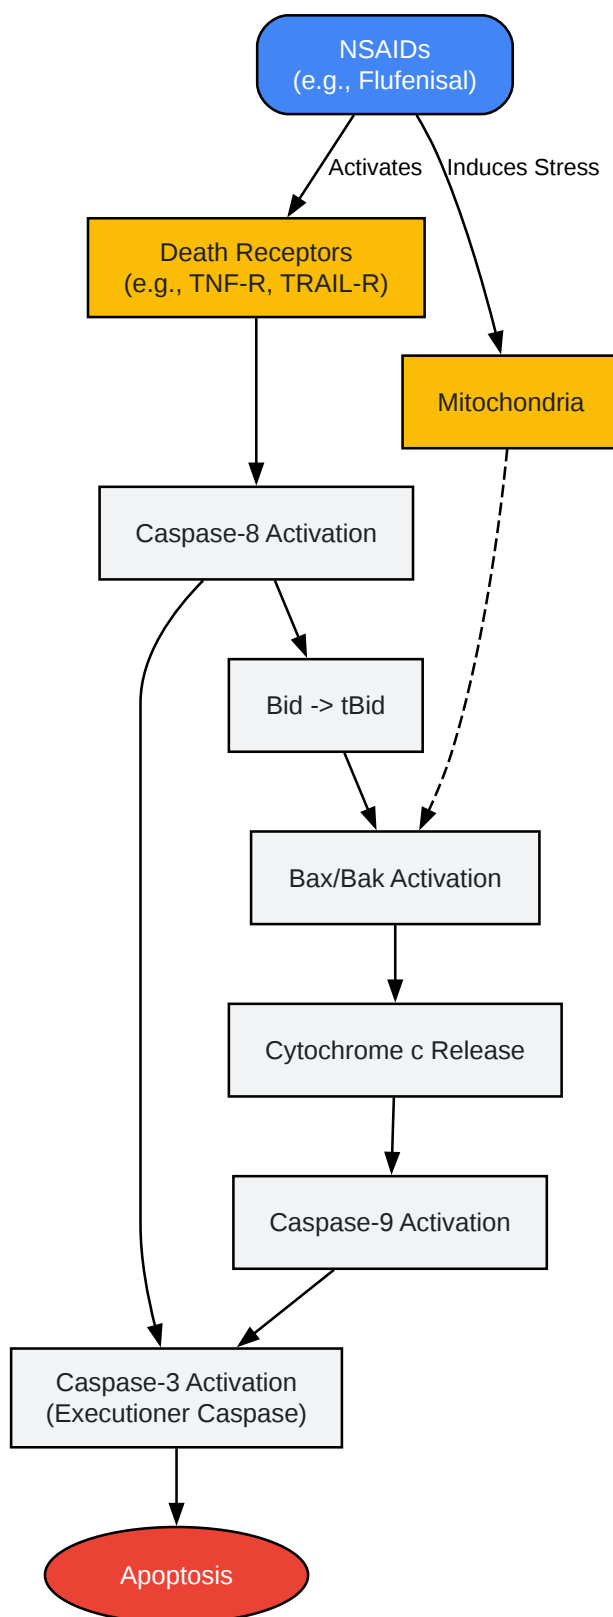 NSAIDs
(e.g., Flufenisal)
Activates
Induces Stress
Death Receptors
(e.g., TNF-R, TRAIL-R)
Mitochondria
Caspase-8 Activation
Bid -> tBid
Bax/Bak Activation
Cytochrome c Release
Caspase-9 Activation
Caspase-3 Activation
(Executioner Caspase)
Apoptosis